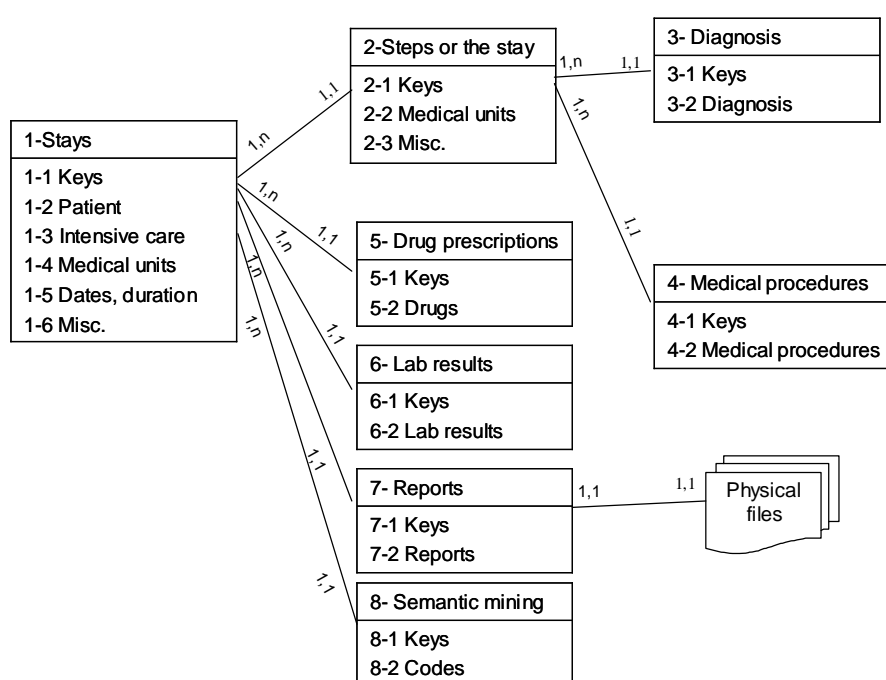 1-Stays
1-1 Keys
1-2 Patient
1-3 Intensive care
1-4 Medical units
1-5 Dates, duration
1-6 Misc.
1,n
1,1
1,n
1,1
1,n
1,1
1,n
1,1
1,n
1,1
2-Steps or the stay
2-1 Keys
2-2 Medical units
2-3 Misc.
1,n
1,1
1,n
1,1
3- Diagnosis
3-1 Keys
3-2 Diagnosis
4- Medical procedures
4-1 Keys
4-2 Medical procedures
5- Drug prescriptions
5-1 Keys
5-2 Drugs
6- Lab results
6-1 Keys
6-2 Lab results
7- Reports
7-1 Keys
7-2 Reports
1,1
1,1
Physical
files
8- Semantic mining
8-1 Keys
8-2 Codes